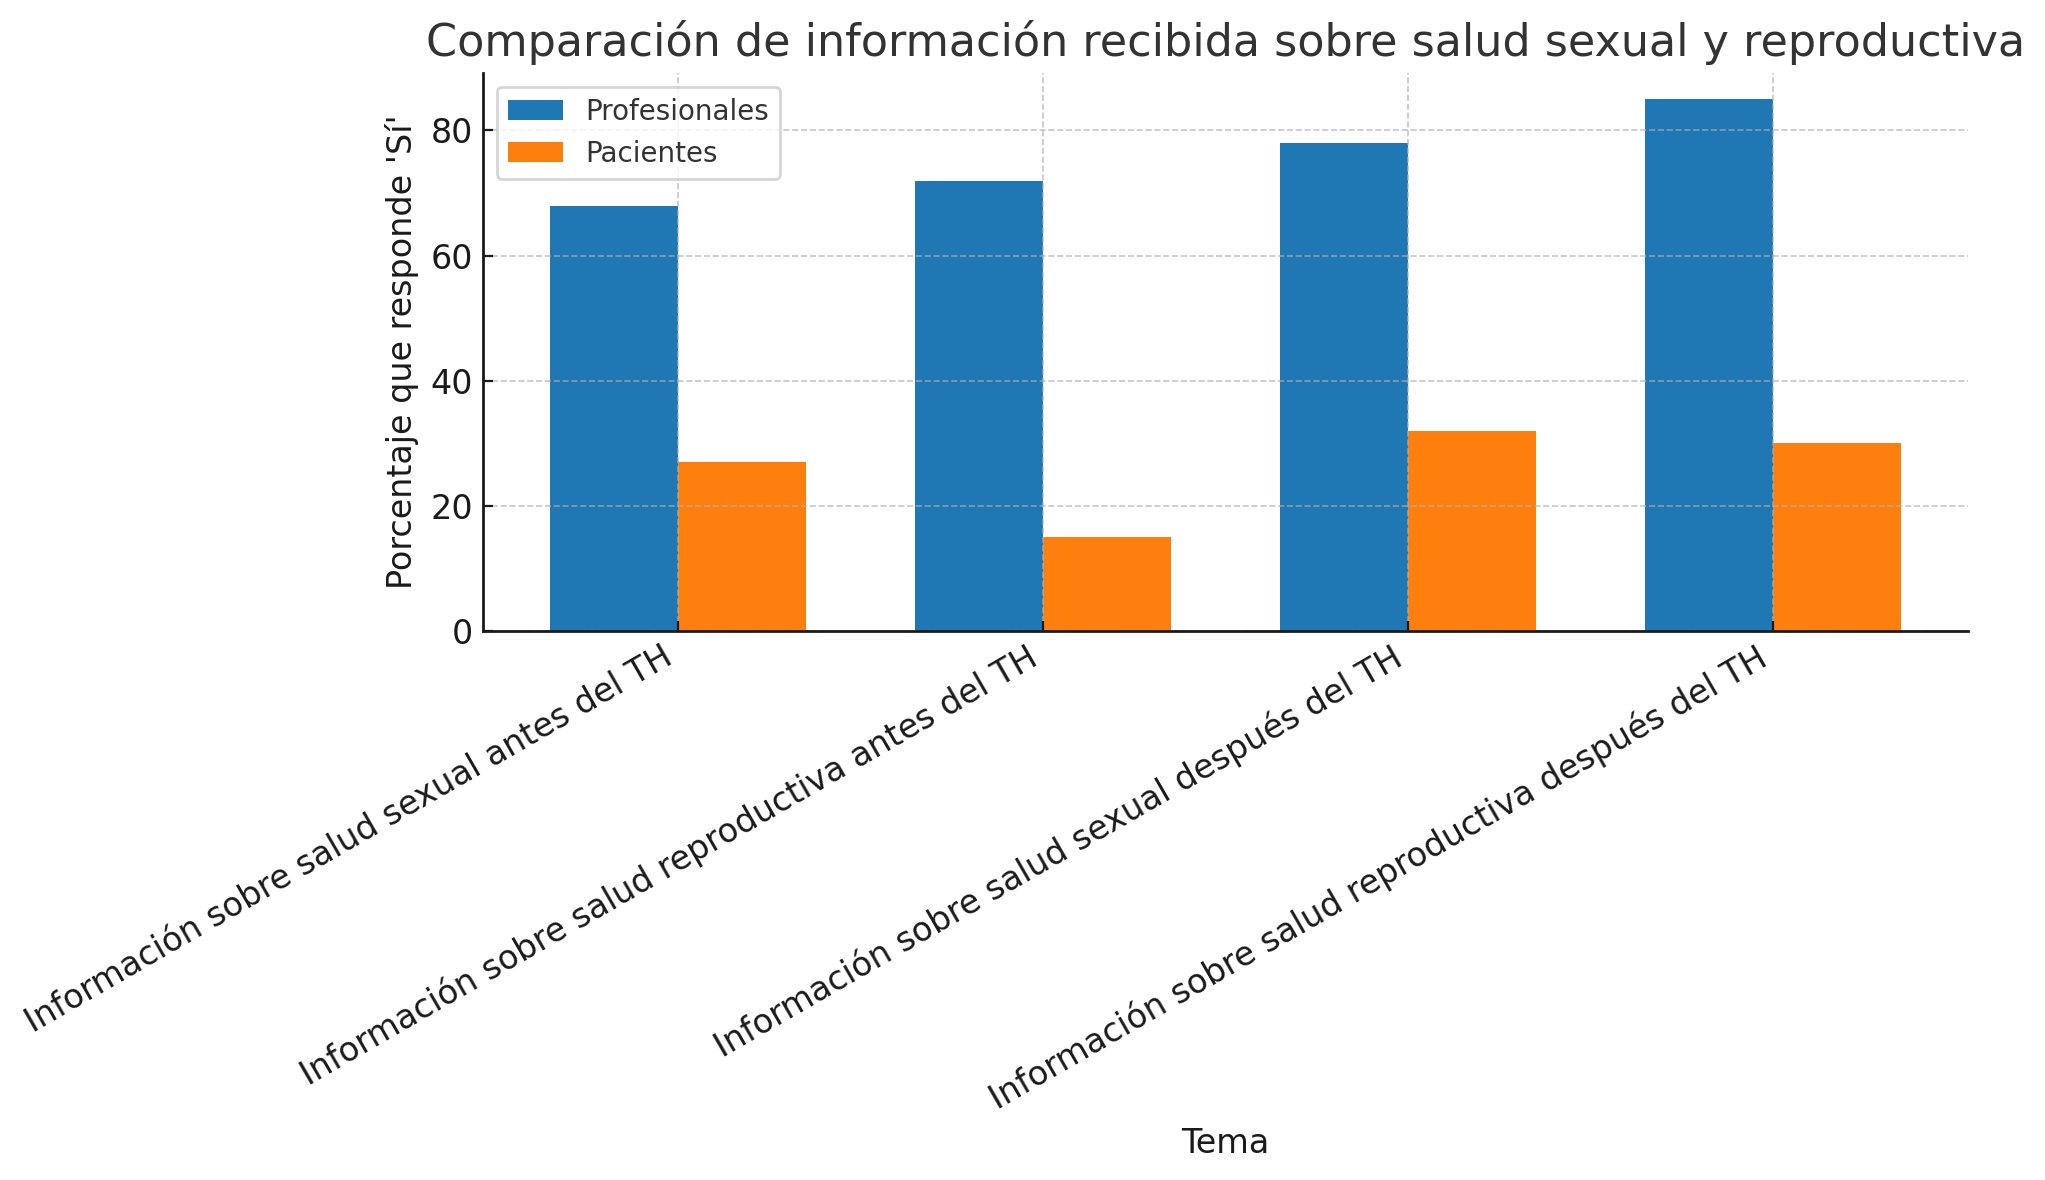 Comparación de información recibida sobre salud sexual y reproductiva
Profesionales
Pacientes
Porcentaje que responde 'Sí'
80
60
40
20
0
Información sobre salud sexual antes del TH
Información sobre salud reproductiva antes del TH
Información sobre salud sexual después del TH
Información sobre salud reproductiva después del TH
Tema